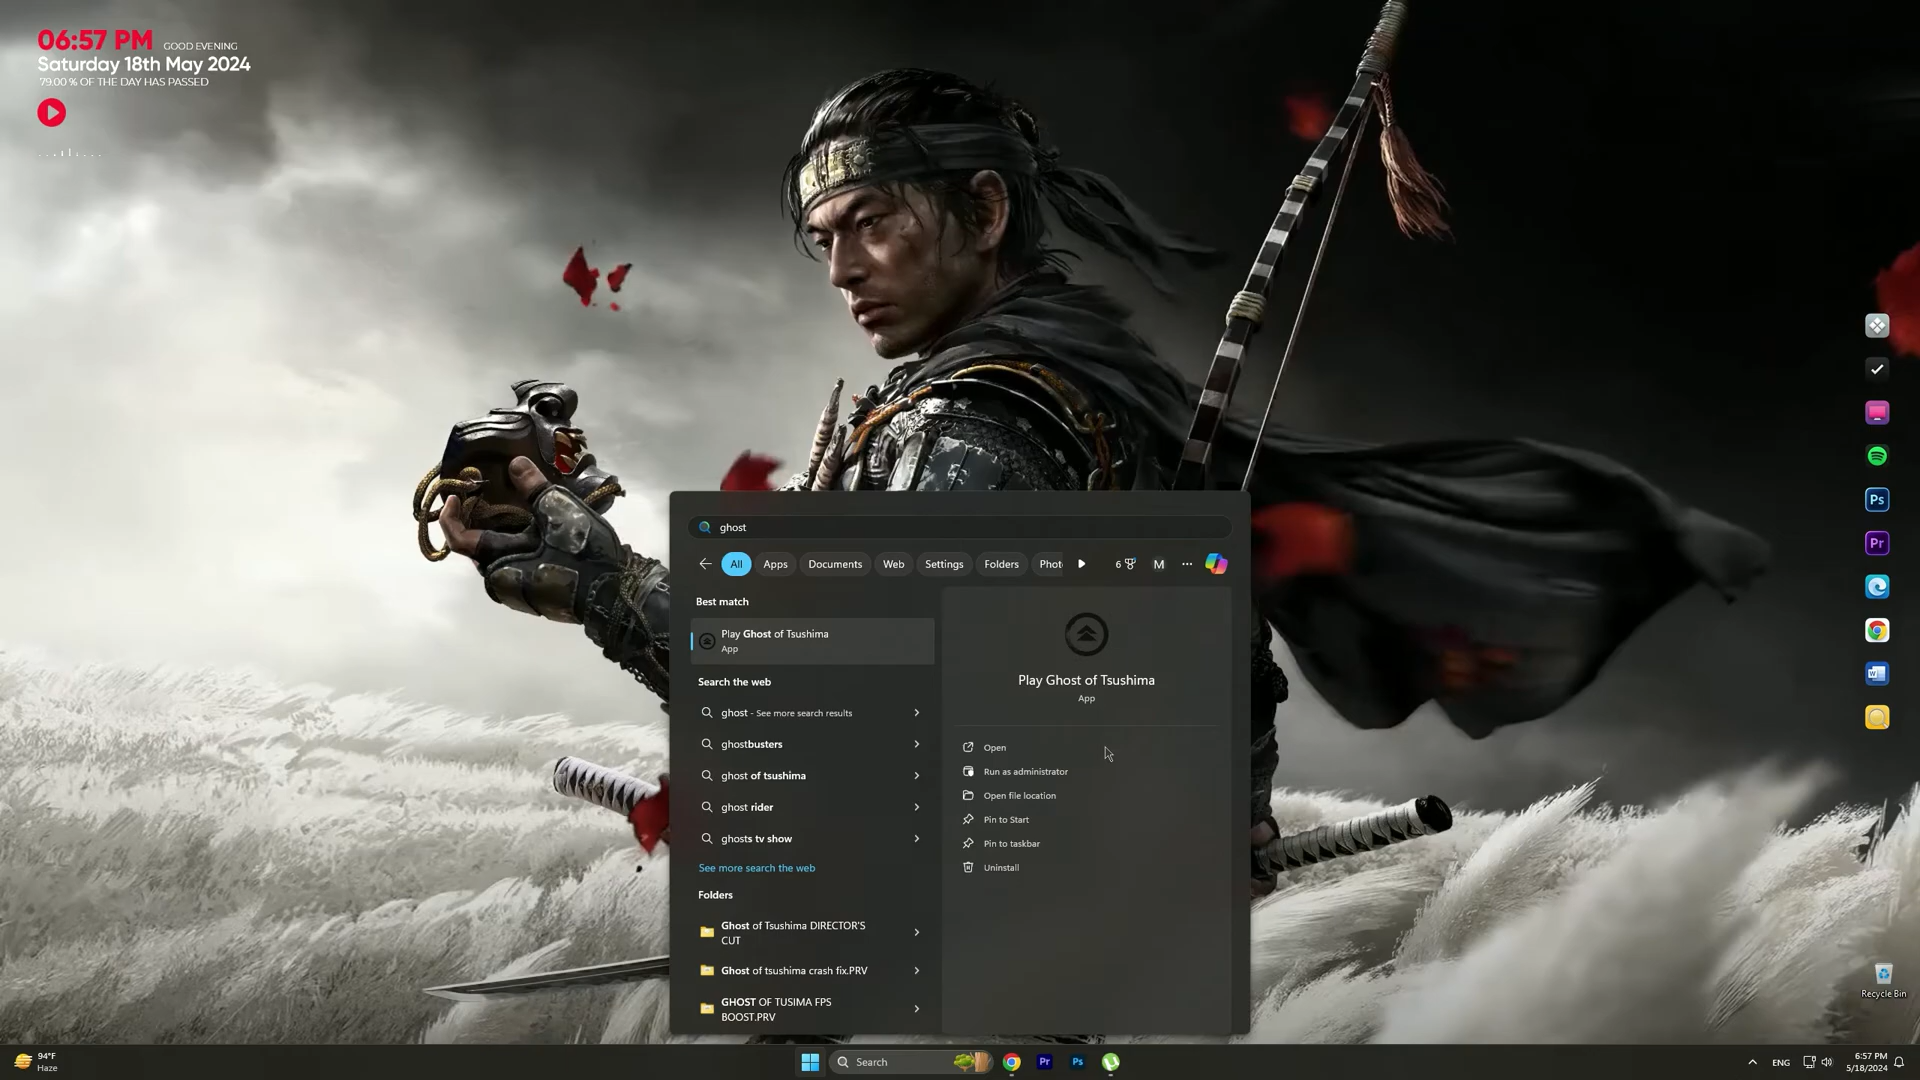 06:57 PM GOOD EVENING
Saturday 18th May 2024
79.00 % OF THE DAY HAS PASSED
Ps
Pr
Recycle Bin
ghost
All Apps Documents Web Settings Folders Phot 6 M ...
Best match
Play Ghost of Tsushima
App
Search the web
ghost - See more search results
ghostbusters
ghost of tsushima
ghost rider
ghosts tv show
See more search the web
Folders
Ghost of Tsushima DIRECTOR'S
CUT
Ghost of tsushima crash fix.PRV
GHOST OF TUSIMA FPS
BOOST.PRV
Play Ghost of Tsushima
App
Open
Run as administrator
Open file location
Pin to Start
Pin to taskbar
Uninstall
94°F
Haze
Search
Pr
Ps
ENG
6:57 PM
5/18/2024